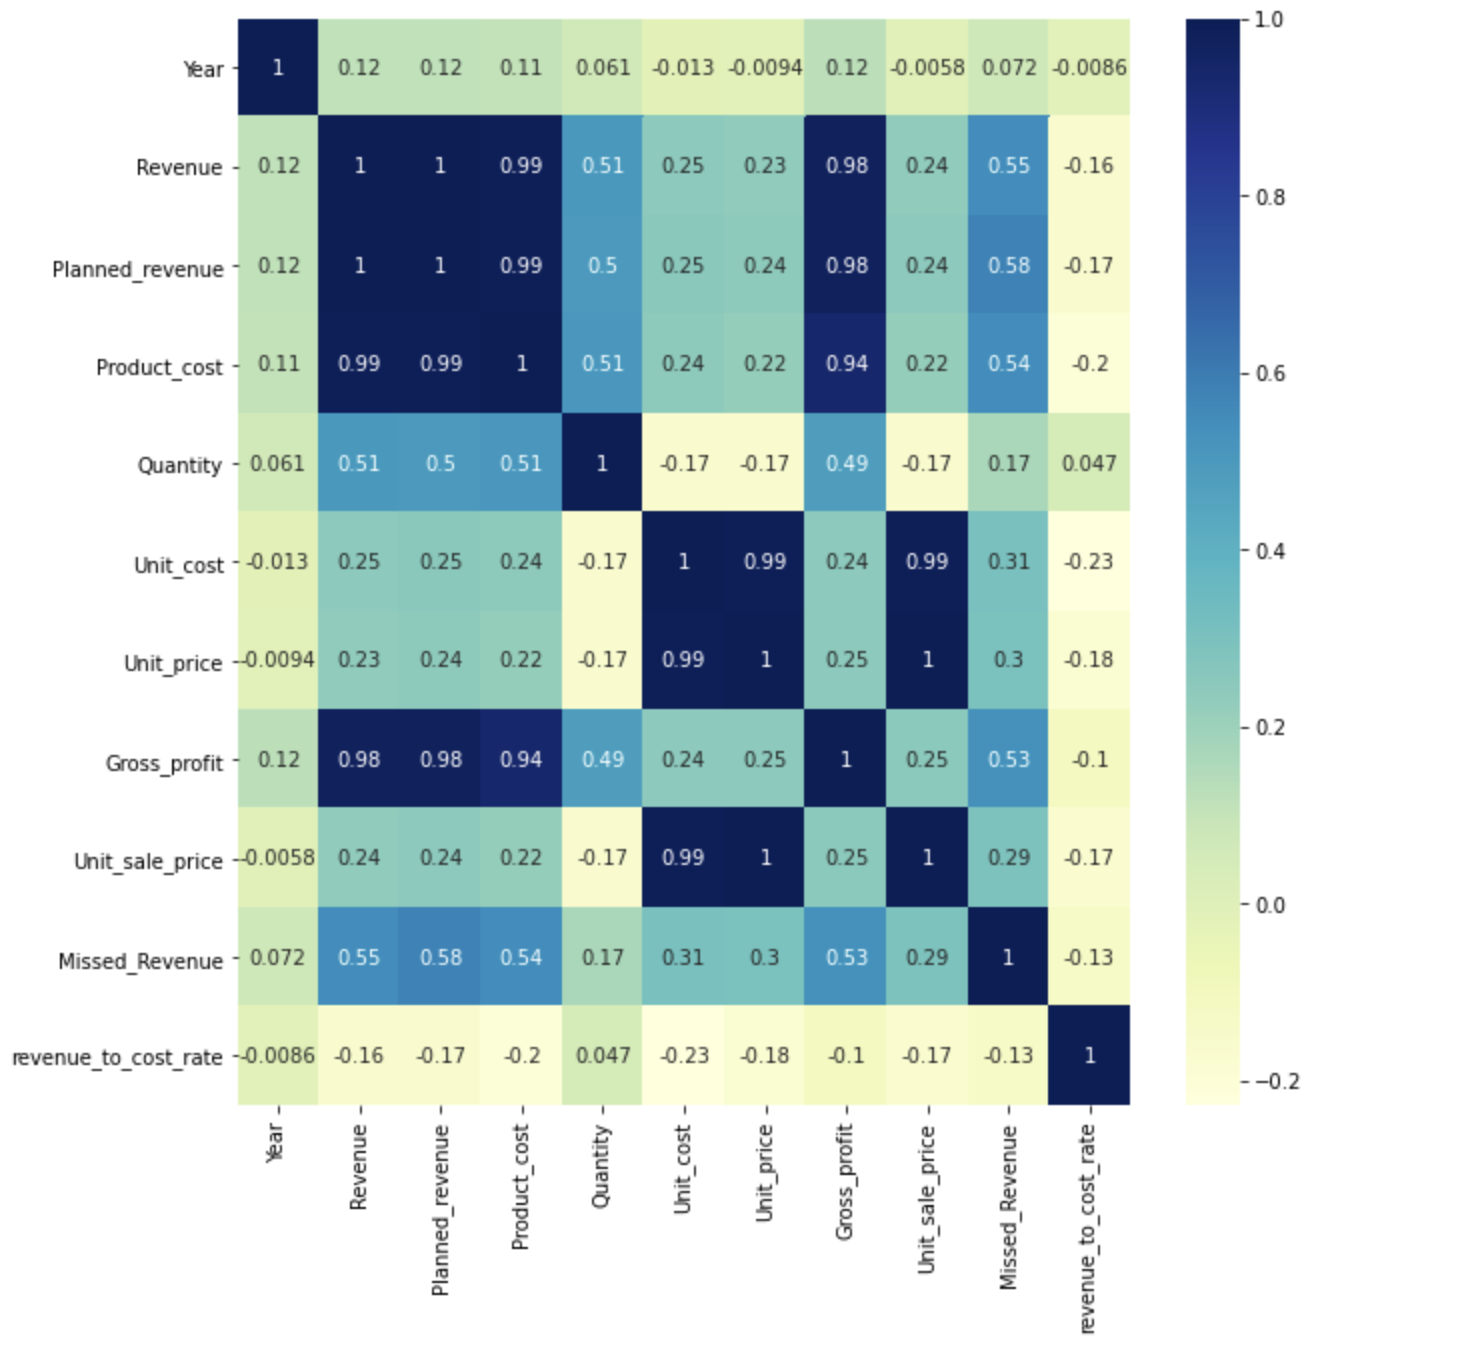 1.0
Year 1 0.12 0.12 0.11 0.061 -0.013 -0.0094 0.12 -0.0058 0.072 -0.0086
Revenue 0.12 1 1 0.99 0.51 0.25 0.23 0.98 0.24 0.55 -0.16
0.8
Planned_revenue 0.12 1 1 0.99 0.5 0.25 0.24 0.98 0.24 0.58 -0.17
Product_cost 0.11 0.99 0.99 1 0.51 0.24 0.22 0.94 0.22 0.54 -0.2
0.6
Quantity 0.061 0.51 0.5 0.51 1 -0.17 -0.17 0.49 -0.17 0.17 0.047
0.4
Unit_cost -0.013 0.25 0.25 0.24 -0.17 1 0.99 0.24 0.99 0.31 -0.23
Unit_price -0.0094 0.23 0.24 0.22 -0.17 0.99 1 0.25 1 0.3 -0.18
0.2
Gross_profit 0.12 0.98 0.98 0.94 0.49 0.24 0.25 1 0.25 0.53 -0.1
Unit_sale_price -0.0058 0.24 0.24 0.22 -0.17 0.99 1 0.25 1 0.29 -0.17
0.0
Missed_Revenue 0.072 0.55 0.58 0.54 0.17 0.31 0.3 0.53 0.29 1 -0.13
revenue_to_cost_rate -0.0086 -0.16 -0.17 -0.2 0.047 -0.23 -0.18 -0.1 -0.17 -0.13 1
−0.2
Year
Revenue
Planned_revenue
Product_cost
Quantity
Unit_cost
Unit_price
Gross_profit
Unit_sale_price
Missed_Revenue
revenue_to_cost_rate